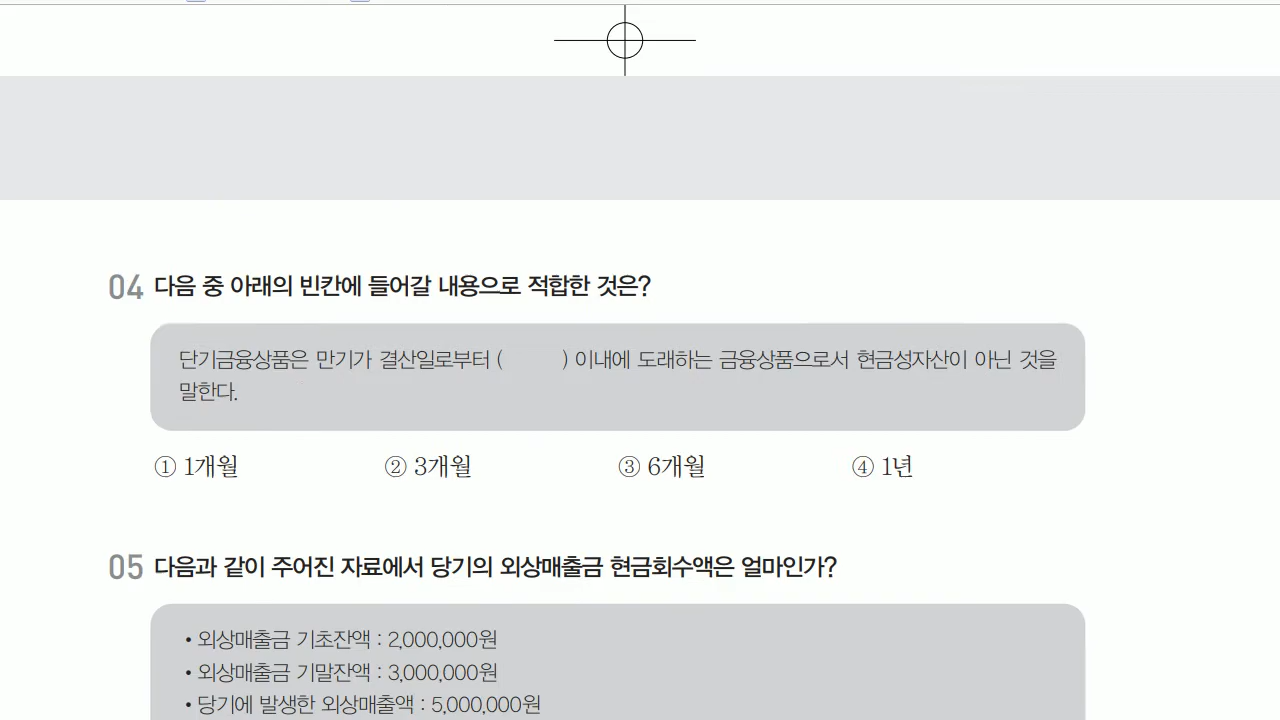 04 다음 중 아래의 빈칸에 들어갈 내용으로 적합한 것은?
단기금융상품은 만기가 결산일로부터 ( ) 이내에 도래하는 금융상품으로서 현금성자산이 아닌 것을
말한다.
① 1개월 ② 3개월 ③ 6개월 ④ 1년
05 다음과 같이 주어진 자료에서 당기의 외상매출금 현금회수액은 얼마인가?
• 외상매출금 기초잔액 : 2,000,000원
• 외상매출금 기말잔액 : 3,000,000원
• 당기에 발생한 외상매출액 : 5,000,000원